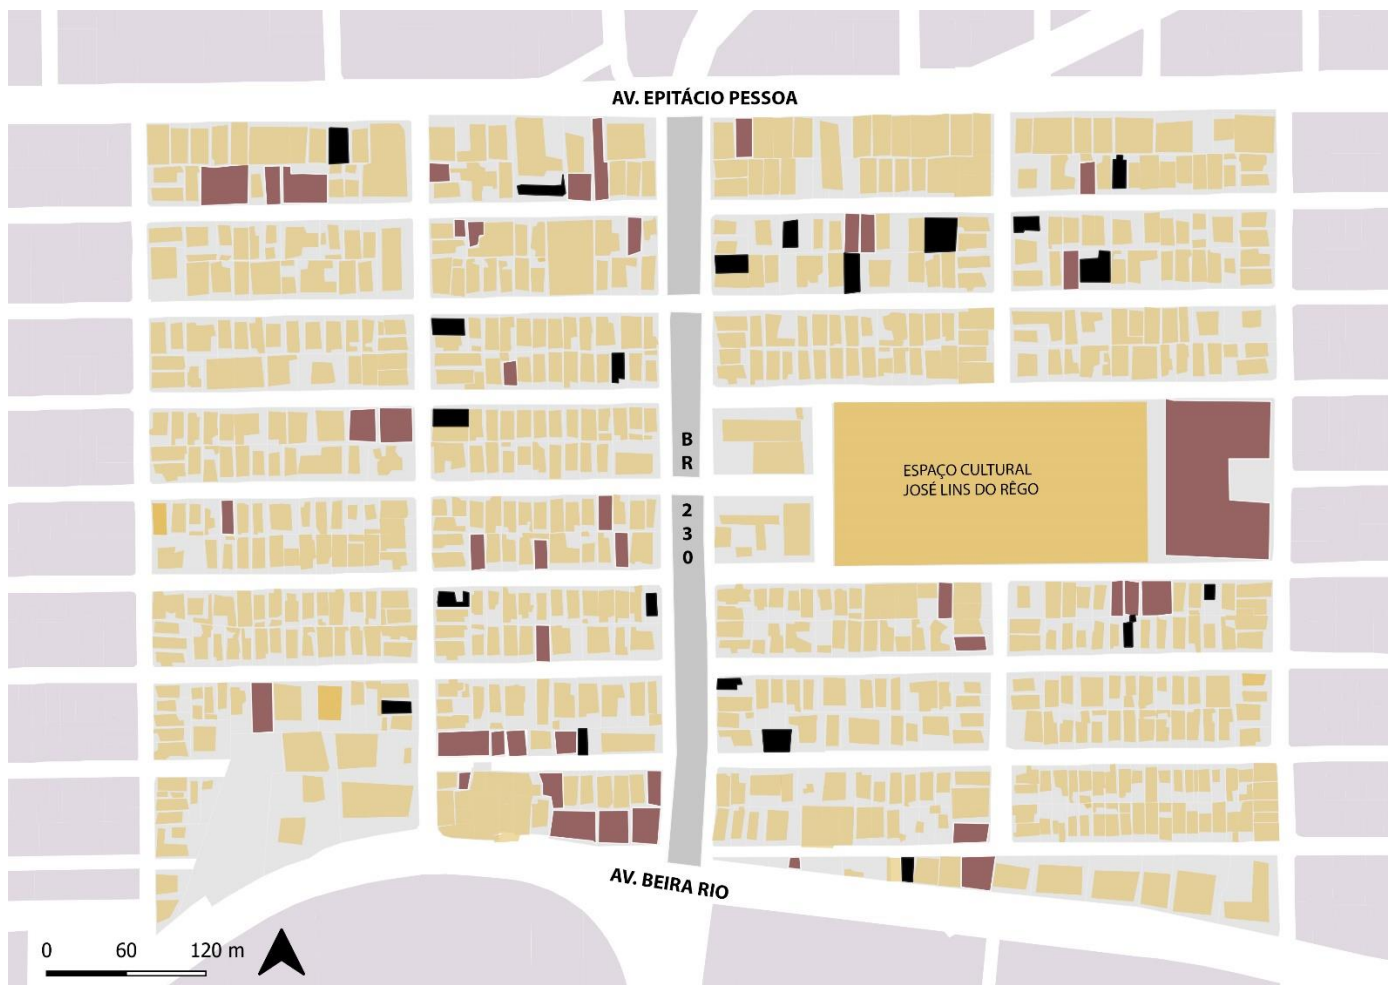 AV. EPITÁCIO PESSOA
B
R
2
3
0
ESPAÇO CULTURAL
JOSÉ LINS DO RÊGO
AV. BEIRA RIO
0 60 120 m